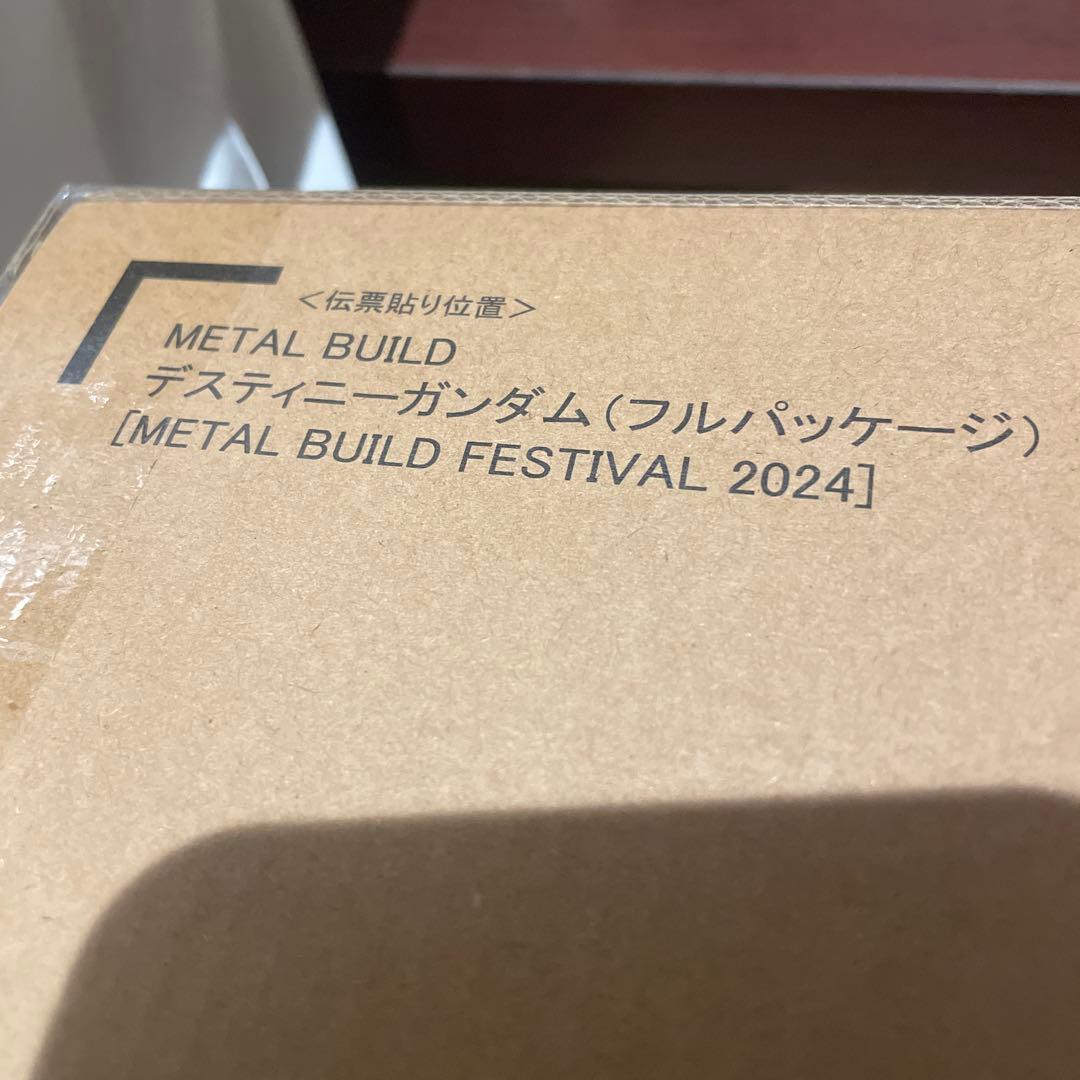 ＜伝票貼り位置＞
METAL BUILD
デスティニーガンダム（フルパッケージ）
[METAL BUILD FESTIVAL 2024]